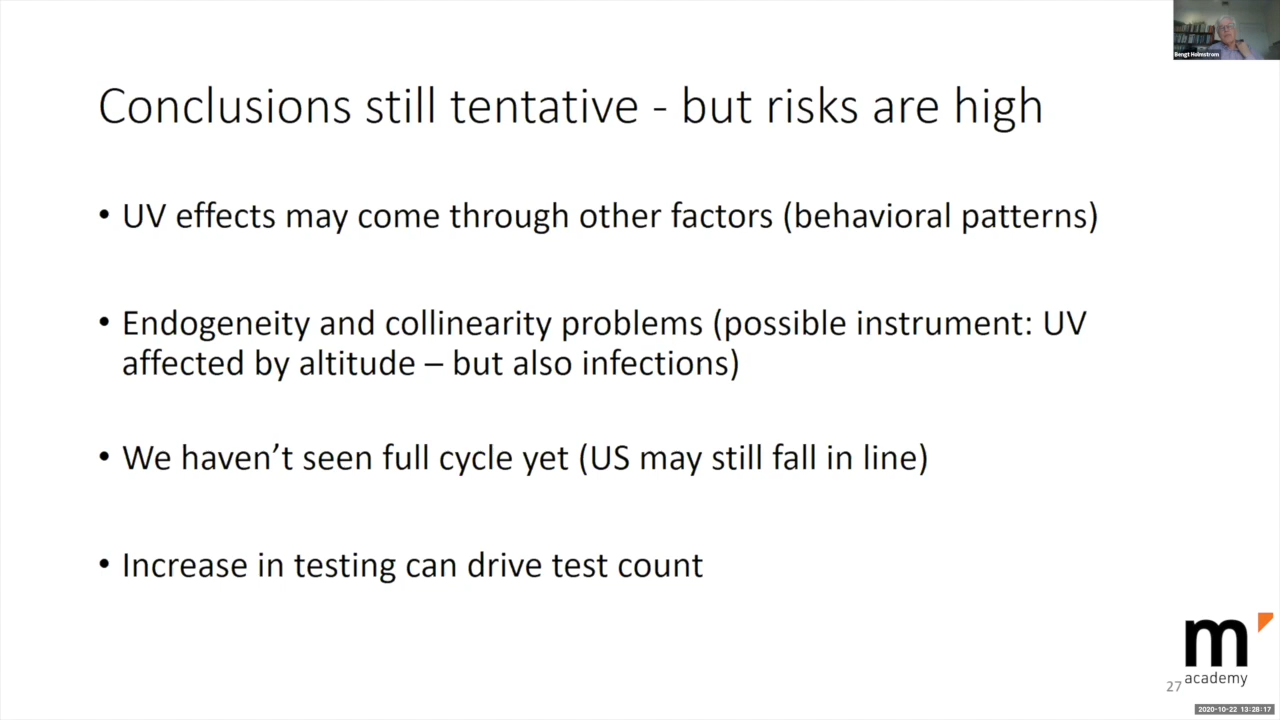 Bengt Holmstrom
Conclusions still tentative - but risks are high
• UV effects may come through other factors (behavioral patterns)
• Endogeneity and collinearity problems (possible instrument: UV
affected by altitude – but also infections)
• We haven’t seen full cycle yet (US may still fall in line)
• Increase in testing can drive test count
m’
academy
27
2020-10-22 13:28:17